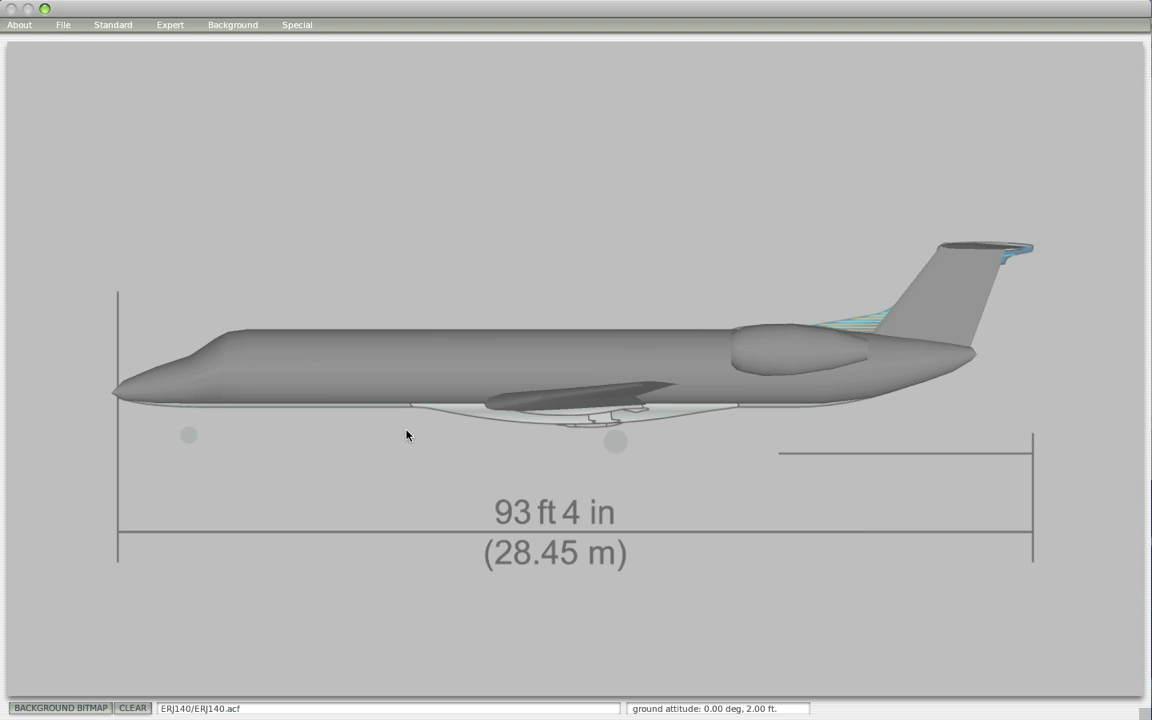 About File Standard Expert Background Special
93 ft 4 in
(28.45 m)
BACKGROUND BITMAP CLEAR ERJ140/ERJ140.acf ground attitude: 0.00 deg, 2.00 ft.